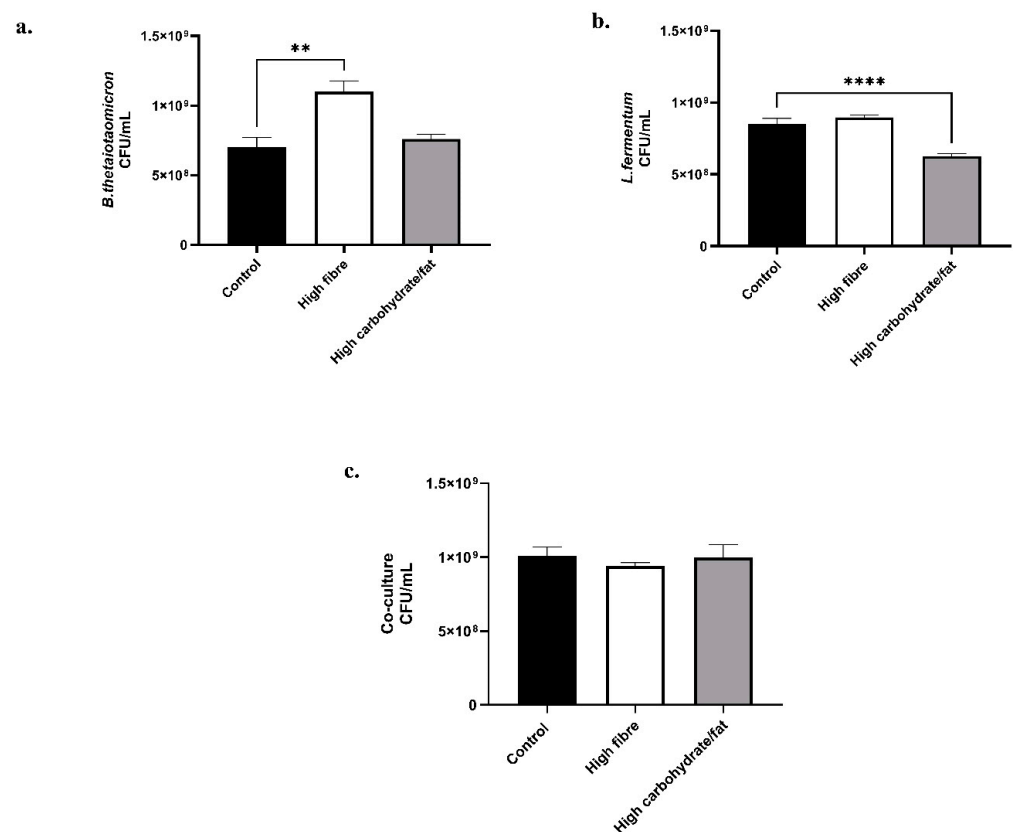 a.
B.thetaiotaomicron
CFU/mL
1.5×10⁹
1×10⁹
5×10⁸
0
**
Control
High fibre
High carbohydrate/fat
b.
L.fermentum
CFU/mL
1.5×10⁹
1×10⁹
5×10⁸
0
****
Control
High fibre
High carbohydrate/fat
c.
Co-culture
CFU/mL
1.5×10⁹
1×10⁹
5×10⁸
0
Control
High fibre
High carbohydrate/fat